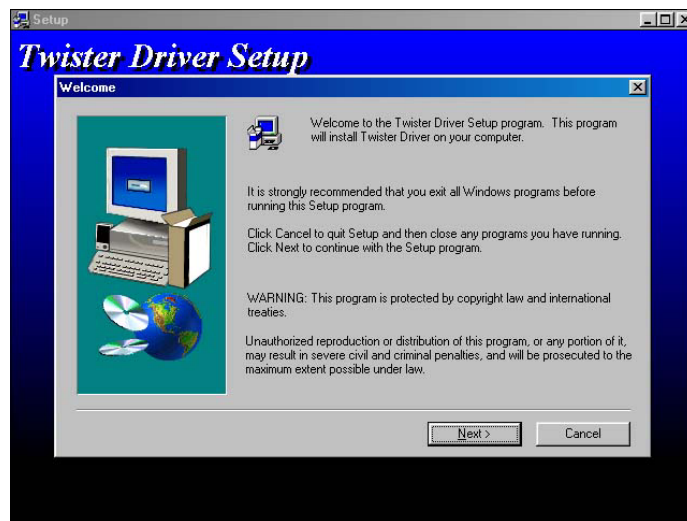 Setup
Twister Driver Setup
Welcome
Welcome to the Twister Driver Setup program. This program
will install Twister Driver on your computer.
It is strongly recommended that you exit all Windows programs before
running this Setup program.
Click Cancel to quit Setup and then close any programs you have running.
Click Next to continue with the Setup program.
WARNING: This program is protected by copyright law and international
treaties.
Unauthorized reproduction or distribution of this program, or any portion of it,
may result in severe civil and criminal penalties, and will be prosecuted to the
maximum extent possible under law.
Next >
Cancel